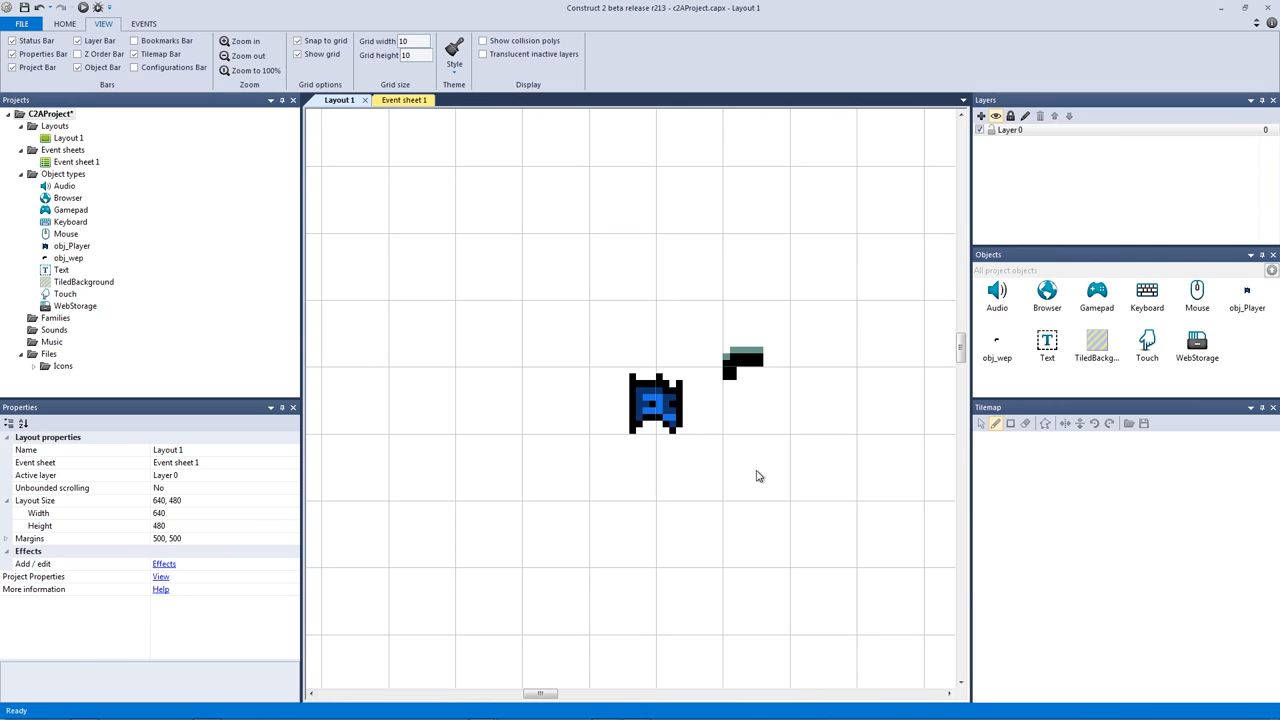 Construct 2 beta release r213 - c2AProject.capx - Layout 1
FILE HOME VIEW EVENTS
Status Bar Layer Bar Bookmarks Bar
Properties Bar Z Order Bar Tilemap Bar
Project Bar Object Bar Configurations Bar
Bars
Zoom in
Zoom out
Zoom to 100%
Zoom
Snap to grid
Show grid
Grid options
Grid width 10
Grid height 10
Grid size
Style
Theme
Show collision polys
Translucent inactive layers
Display
Projects
C2AProject*
Layouts
Layout 1
Event sheets
Event sheet 1
Object types
Audio
Browser
Gamepad
Keyboard
Mouse
obj_Player
obj_wep
Text
TiledBackground
Touch
WebStorage
Families
Sounds
Music
Files
Icons
Properties
Layout properties
Name Layout 1
Event sheet Event sheet 1
Active layer Layer 0
Unbounded scrolling No
Layout Size 640, 480
Width 640
Height 480
Margins 500, 500
Effects
Add / edit Effects
Project Properties View
More information Help
Layout 1 Event sheet 1
Layers
Layer 0 0
Objects
All project objects
Audio Browser Gamepad Keyboard Mouse obj_Player
obj_wep Text TiledBackg... Touch WebStorage
Tilemap
Ready